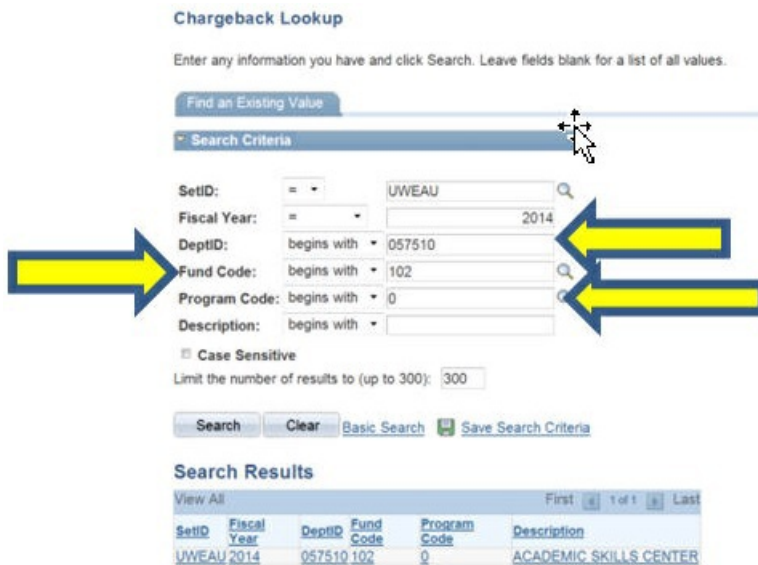 Chargeback Lookup
Enter any information you have and click Search. Leave fields blank for a list of all values.
Find an Existing Value
Search Criteria
SetID: = UWEAU
Fiscal Year: = 2014
DeptID: begins with 057510
Fund Code: begins with 102
Program Code: begins with 0
Description: begins with
Case Sensitive
Limit the number of results to (up to 300): 300
Search Clear Basic Search Save Search Criteria
Search Results
View All First 1 of 1 Last
SetID Fiscal Year DeptID Fund Code Program Code Description
UWEAU 2014 057510 102 0 ACADEMIC SKILLS CENTER